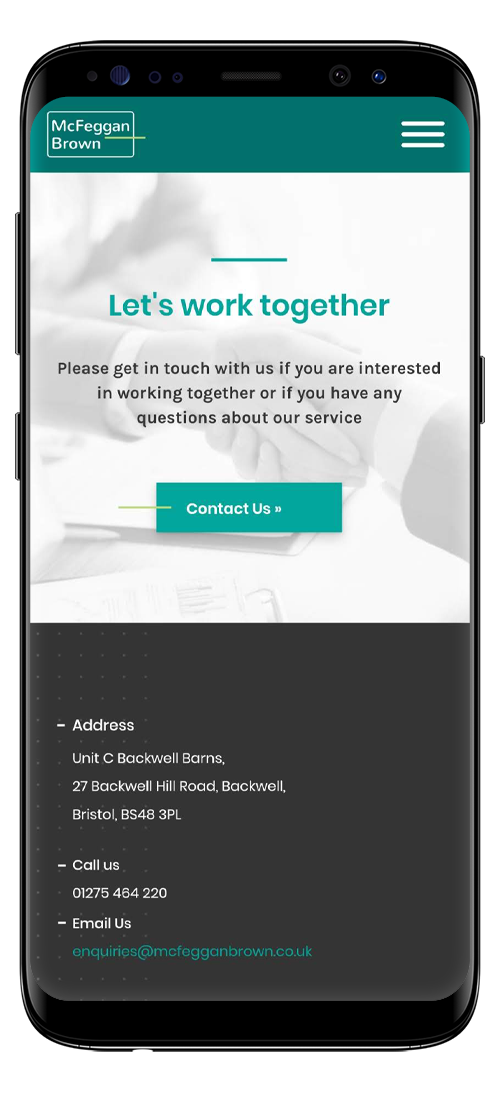 McFeggan
Brown
Let's work together
Please get in touch with us if you are interested
in working together or if you have any
questions about our service
Contact Us »
– Address
Unit C Backwell Barns,
27 Backwell Hill Road, Backwell,
Bristol, BS48 3PL
– Call us
01275 464 220
– Email Us
enquiries@mcfegganbrown.co.uk